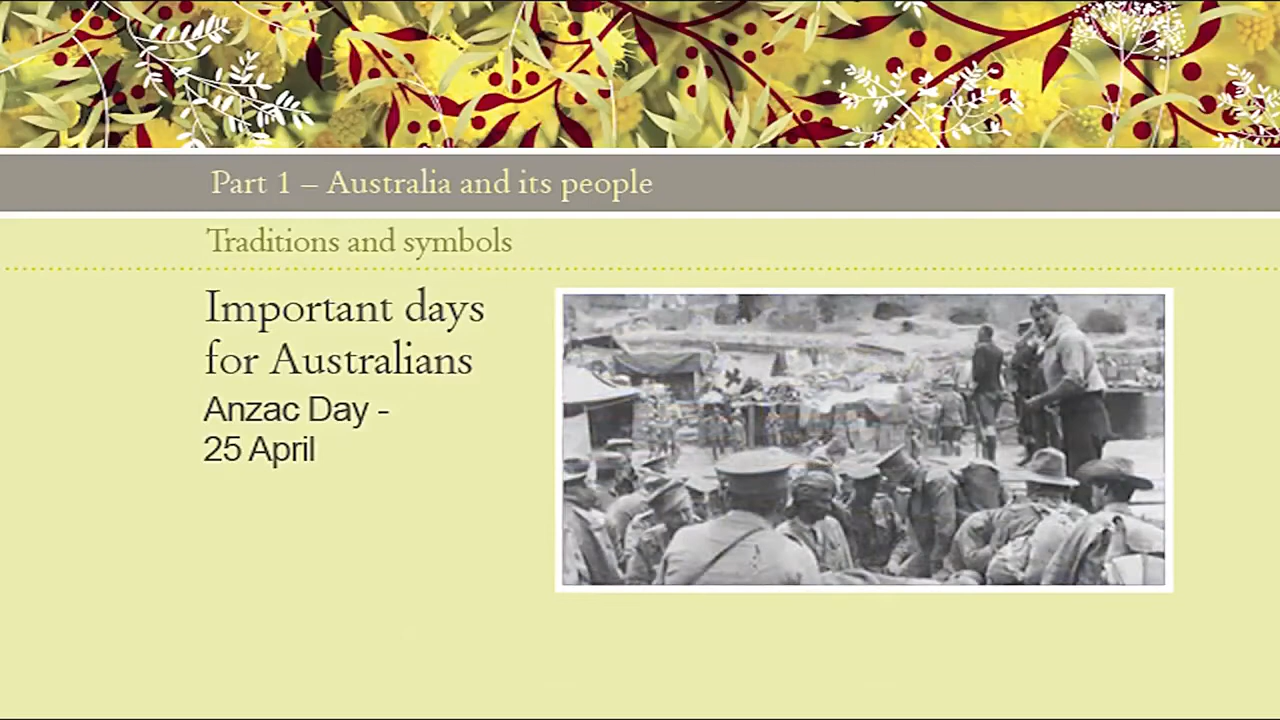 Part 1 – Australia and its people
Traditions and symbols
Important days
for Australians
Anzac Day -
25 April